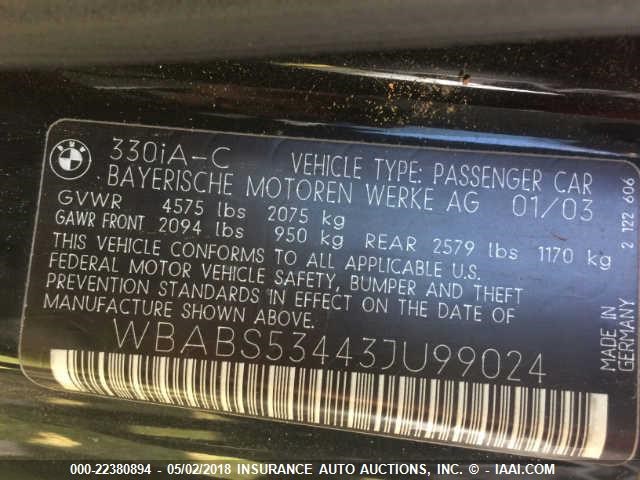 330iA-C VEHICLE TYPE: PASSENGER CAR
BAYERISCHE MOTOREN WERKE AG 01/03
GVWR 4575 lbs 2075 kg
GAWR FRONT 2094 lbs 950 kg REAR 2579 lbs 1170 kg
THIS VEHICLE CONFORMS TO ALL APPLICABLE U.S.
FEDERAL MOTOR VEHICLE SAFETY, BUMPER AND THEFT
PREVENTION STANDARDS IN EFFECT ON THE DATE OF
MANUFACTURE SHOWN ABOVE.
WBABS53443JU99024
2 122 606
MADE IN
GERMANY
000-22380894 - 05/02/2018 INSURANCE AUTO AUCTIONS, INC. - IAAI.COM